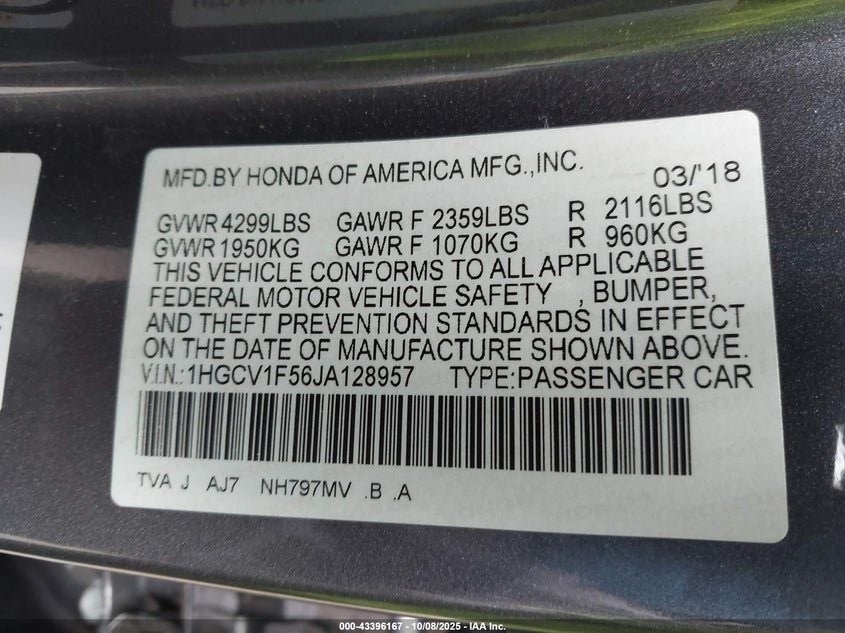 MFD.BY HONDA OF AMERICA MFG.,INC. 03/'18
GVWR 4299LBS GAWR F 2359LBS R 2116LBS
GVWR 1950KG GAWR F 1070KG R 960KG
THIS VEHICLE CONFORMS TO ALL APPLICABLE
FEDERAL MOTOR VEHICLE SAFETY , BUMPER,
AND THEFT PREVENTION STANDARDS IN EFFECT
ON THE DATE OF MANUFACTURE SHOWN ABOVE.
V.I.N.:1HGCV1F56JA128957 TYPE:PASSENGER CAR
TVA J AJ7 NH797MV .B .A
000-43396167 - 10/08/2025 - IAA Inc.